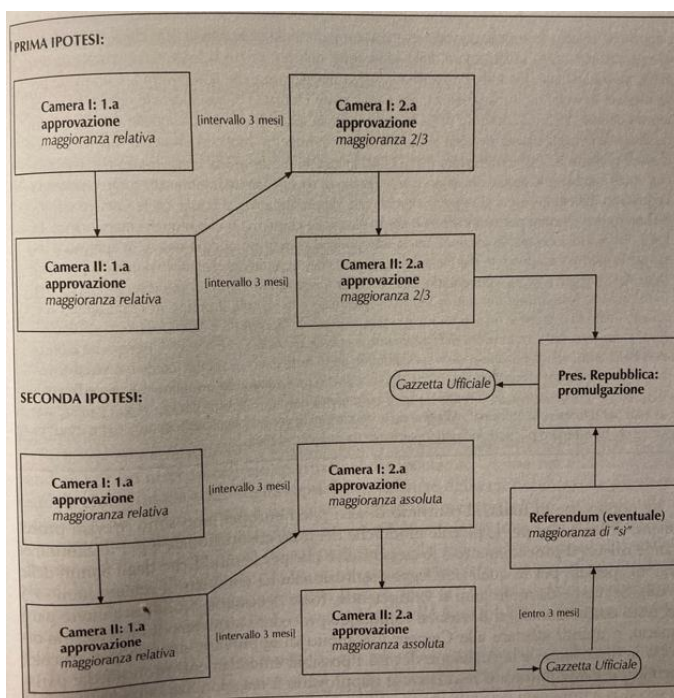 PRIMA IPOTESI:
Camera I: 1.a
approvazione
maggioranza relativa
[intervallo 3 mesi]
Camera I: 2.a
approvazione
maggioranza 2/3
Camera II: 1.a
approvazione
maggioranza relativa
[intervallo 3 mesi]
Camera II: 2.a
approvazione
maggioranza 2/3
Pres. Repubblica:
promulgazione
Gazzetta Ufficiale
SECONDA IPOTESI:
Camera I: 1.a
approvazione
maggioranza relativa
[intervallo 3 mesi]
Camera I: 2.a
approvazione
maggioranza assoluta
Referendum (eventuale)
maggioranza di "sì"
Camera II: 1.a
approvazione
maggioranza relativa
[intervallo 3 mesi]
Camera II: 2.a
approvazione
maggioranza assoluta
[entro 3 mesi]
Gazzetta Ufficiale